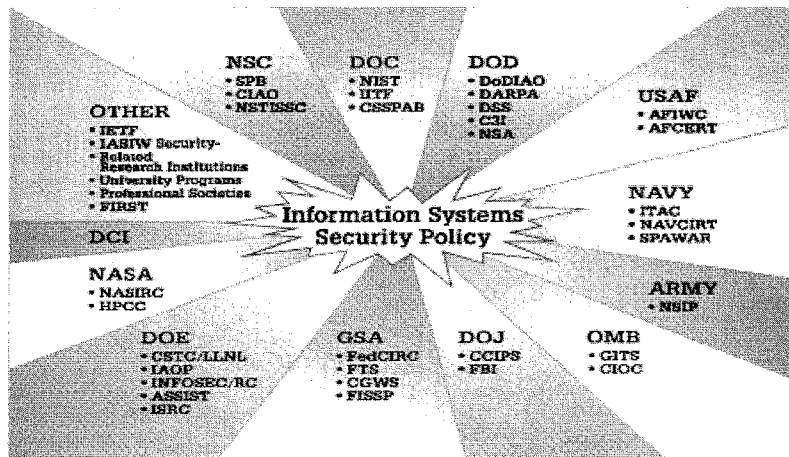 NSC
• SPB
• CIAO
• NSTISSC
DOC
• NIST
• IITF
• CSSPAB
DOD
• DoDIAO
• DARPA
• DSS
• C3I
• NSA
USAF
• AFIWC
• AFCERT
OTHER
• IETF
• IASIW Security-
• Related
Research Institutions
• University Programs
• Professional Societies
• FIRST
Information Systems
Security Policy
NAVY
• ITAC
• NAVCIRT
• SPAWAR
DCI
NASA
• NASIRC
• HPCC
ARMY
• NSIP
DOE
• CSTC/LLNL
• IAOP
• INFOSEC/RC
• ASSIST
• ISRC
GSA
• FedCIRC
• FTS
• CGWS
• FISSP
DOJ
• CCIPS
• FBI
OMB
• GITS
• CIOC